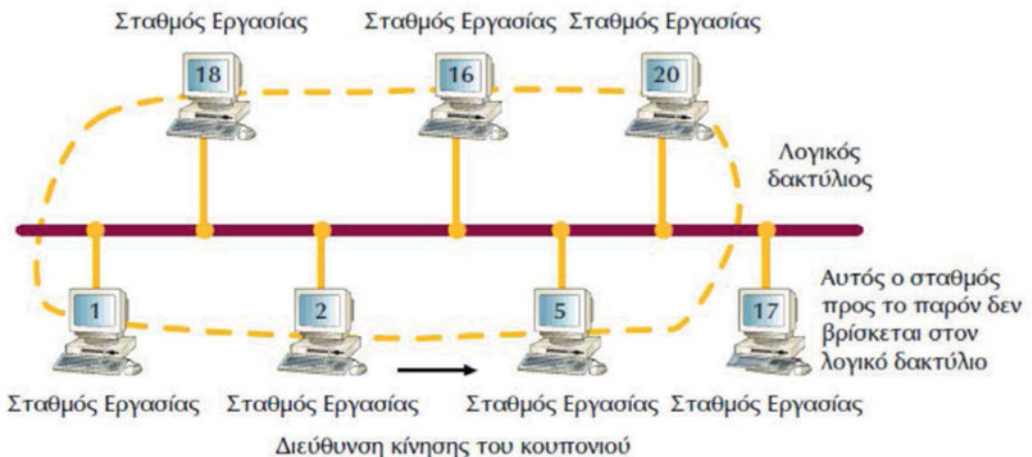 Σταθμός Εργασίας Σταθμός Εργασίας Σταθμός Εργασίας
18 16 20
Λογικός
δακτύλιος
1 2 5 17
Αυτός ο σταθμός
προς το παρόν δεν
βρίσκεται στον
λογικό δακτύλιο
Σταθμός Εργασίας Σταθμός Εργασίας Σταθμός Εργασίας Σταθμός Εργασίας
Διεύθυνση κίνησης του κουπονιού